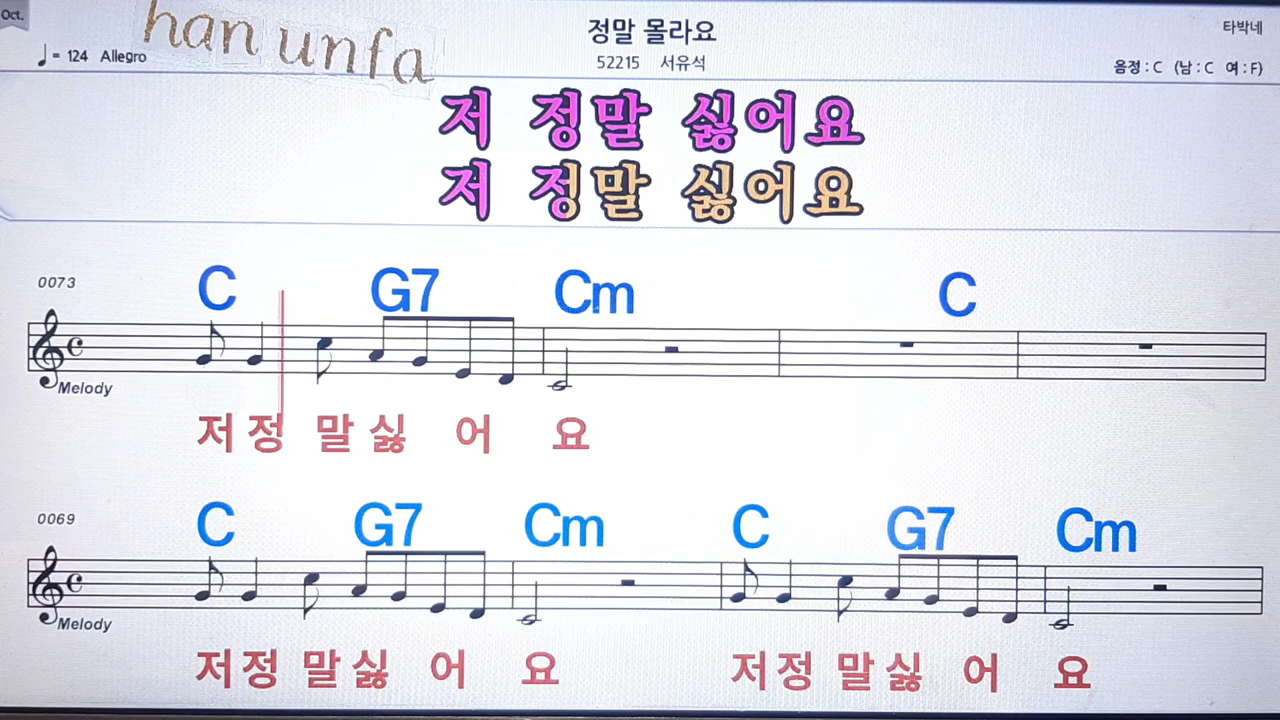 Oct.
han unfa
정말 몰라요
타박네
♩= 124 Allegro
52215 서유석
음정 : C (남 : C 여 : F)
저 정말 싫어요
저 정말 싫어요
0073
C G7 Cm C
Melody
저 정 말 싫 어 요
0069
C G7 Cm C G7 Cm
Melody
저 정 말 싫 어 요 저 정 말 싫 어 요